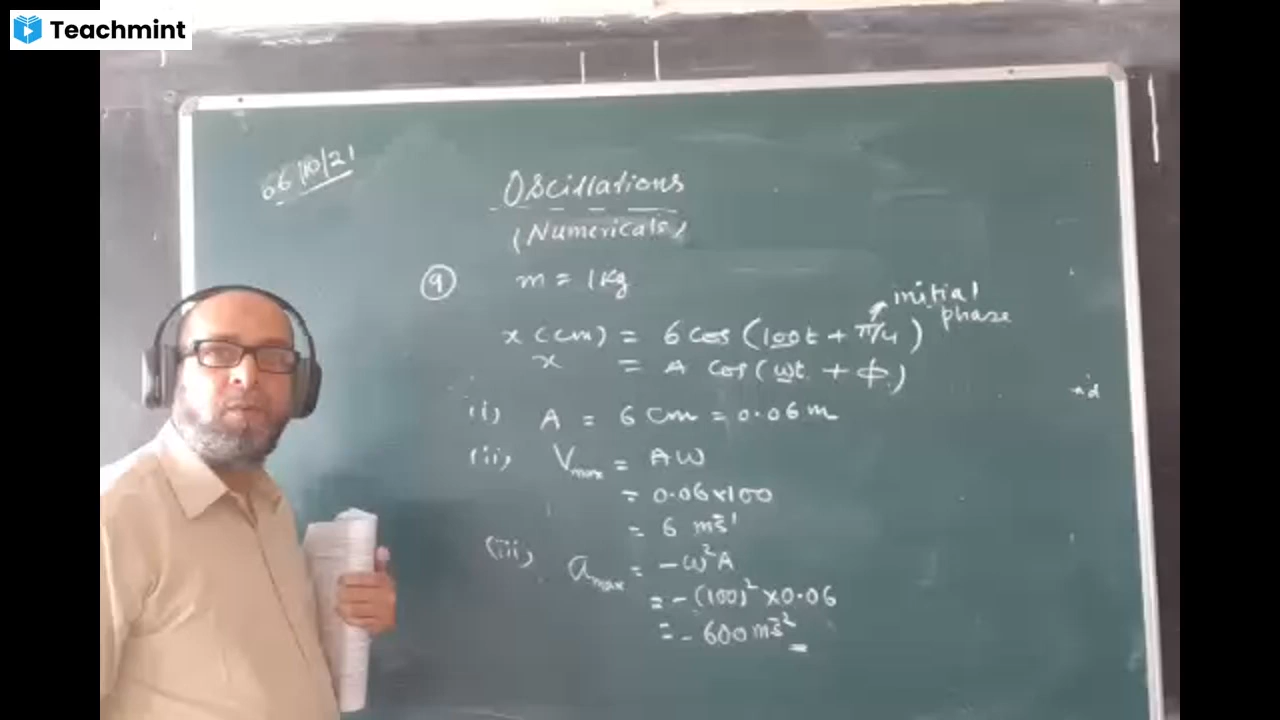 Teachmint
06/10/21
Oscillations
(Numericals)
9 m = 1kg
initial phase
x (cm) = 6 cos (100t + π/4)
x = A cos (ωt + φ)
(i) A = 6 cm = 0.06 m
(ii) Vmax = Aω
= 0.06×100
= 6 ms⁻¹
(iii) amax = -ω²A
= -(100)² ×0.06
= - 600 ms⁻²